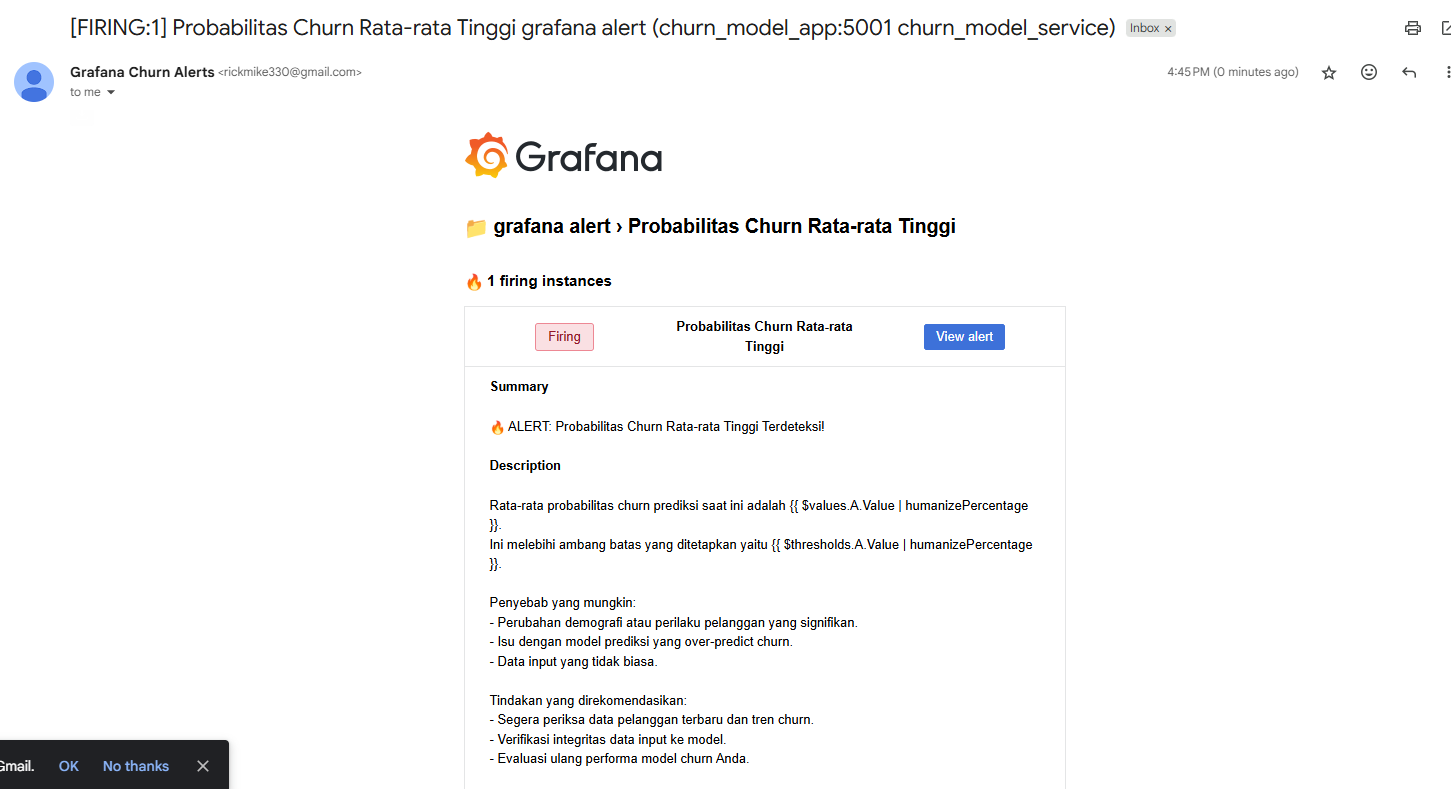 [FIRING:1] Probabilitas Churn Rata-rata Tinggi grafana alert (churn_model_app:5001 churn_model_service) Inbox ×
Grafana Churn Alerts <rickmike330@gmail.com> 4:45 PM (0 minutes ago)
to me
Grafana
📁 grafana alert › Probabilitas Churn Rata-rata Tinggi
🔥 1 firing instances
Firing
Probabilitas Churn Rata-rata
Tinggi
View alert
Summary
🔥 ALERT: Probabilitas Churn Rata-rata Tinggi Terdeteksi!
Description
Rata-rata probabilitas churn prediksi saat ini adalah {{ $values.A.Value | humanizePercentage
}}.
Ini melebihi ambang batas yang ditetapkan yaitu {{ $thresholds.A.Value | humanizePercentage
}}.
Penyebab yang mungkin:
- Perubahan demografi atau perilaku pelanggan yang signifikan.
- Isu dengan model prediksi yang over-predict churn.
- Data input yang tidak biasa.
Tindakan yang direkomendasikan:
- Segera periksa data pelanggan terbaru dan tren churn.
- Verifikasi integritas data input ke model.
- Evaluasi ulang performa model churn Anda.
Gmail. OK No thanks